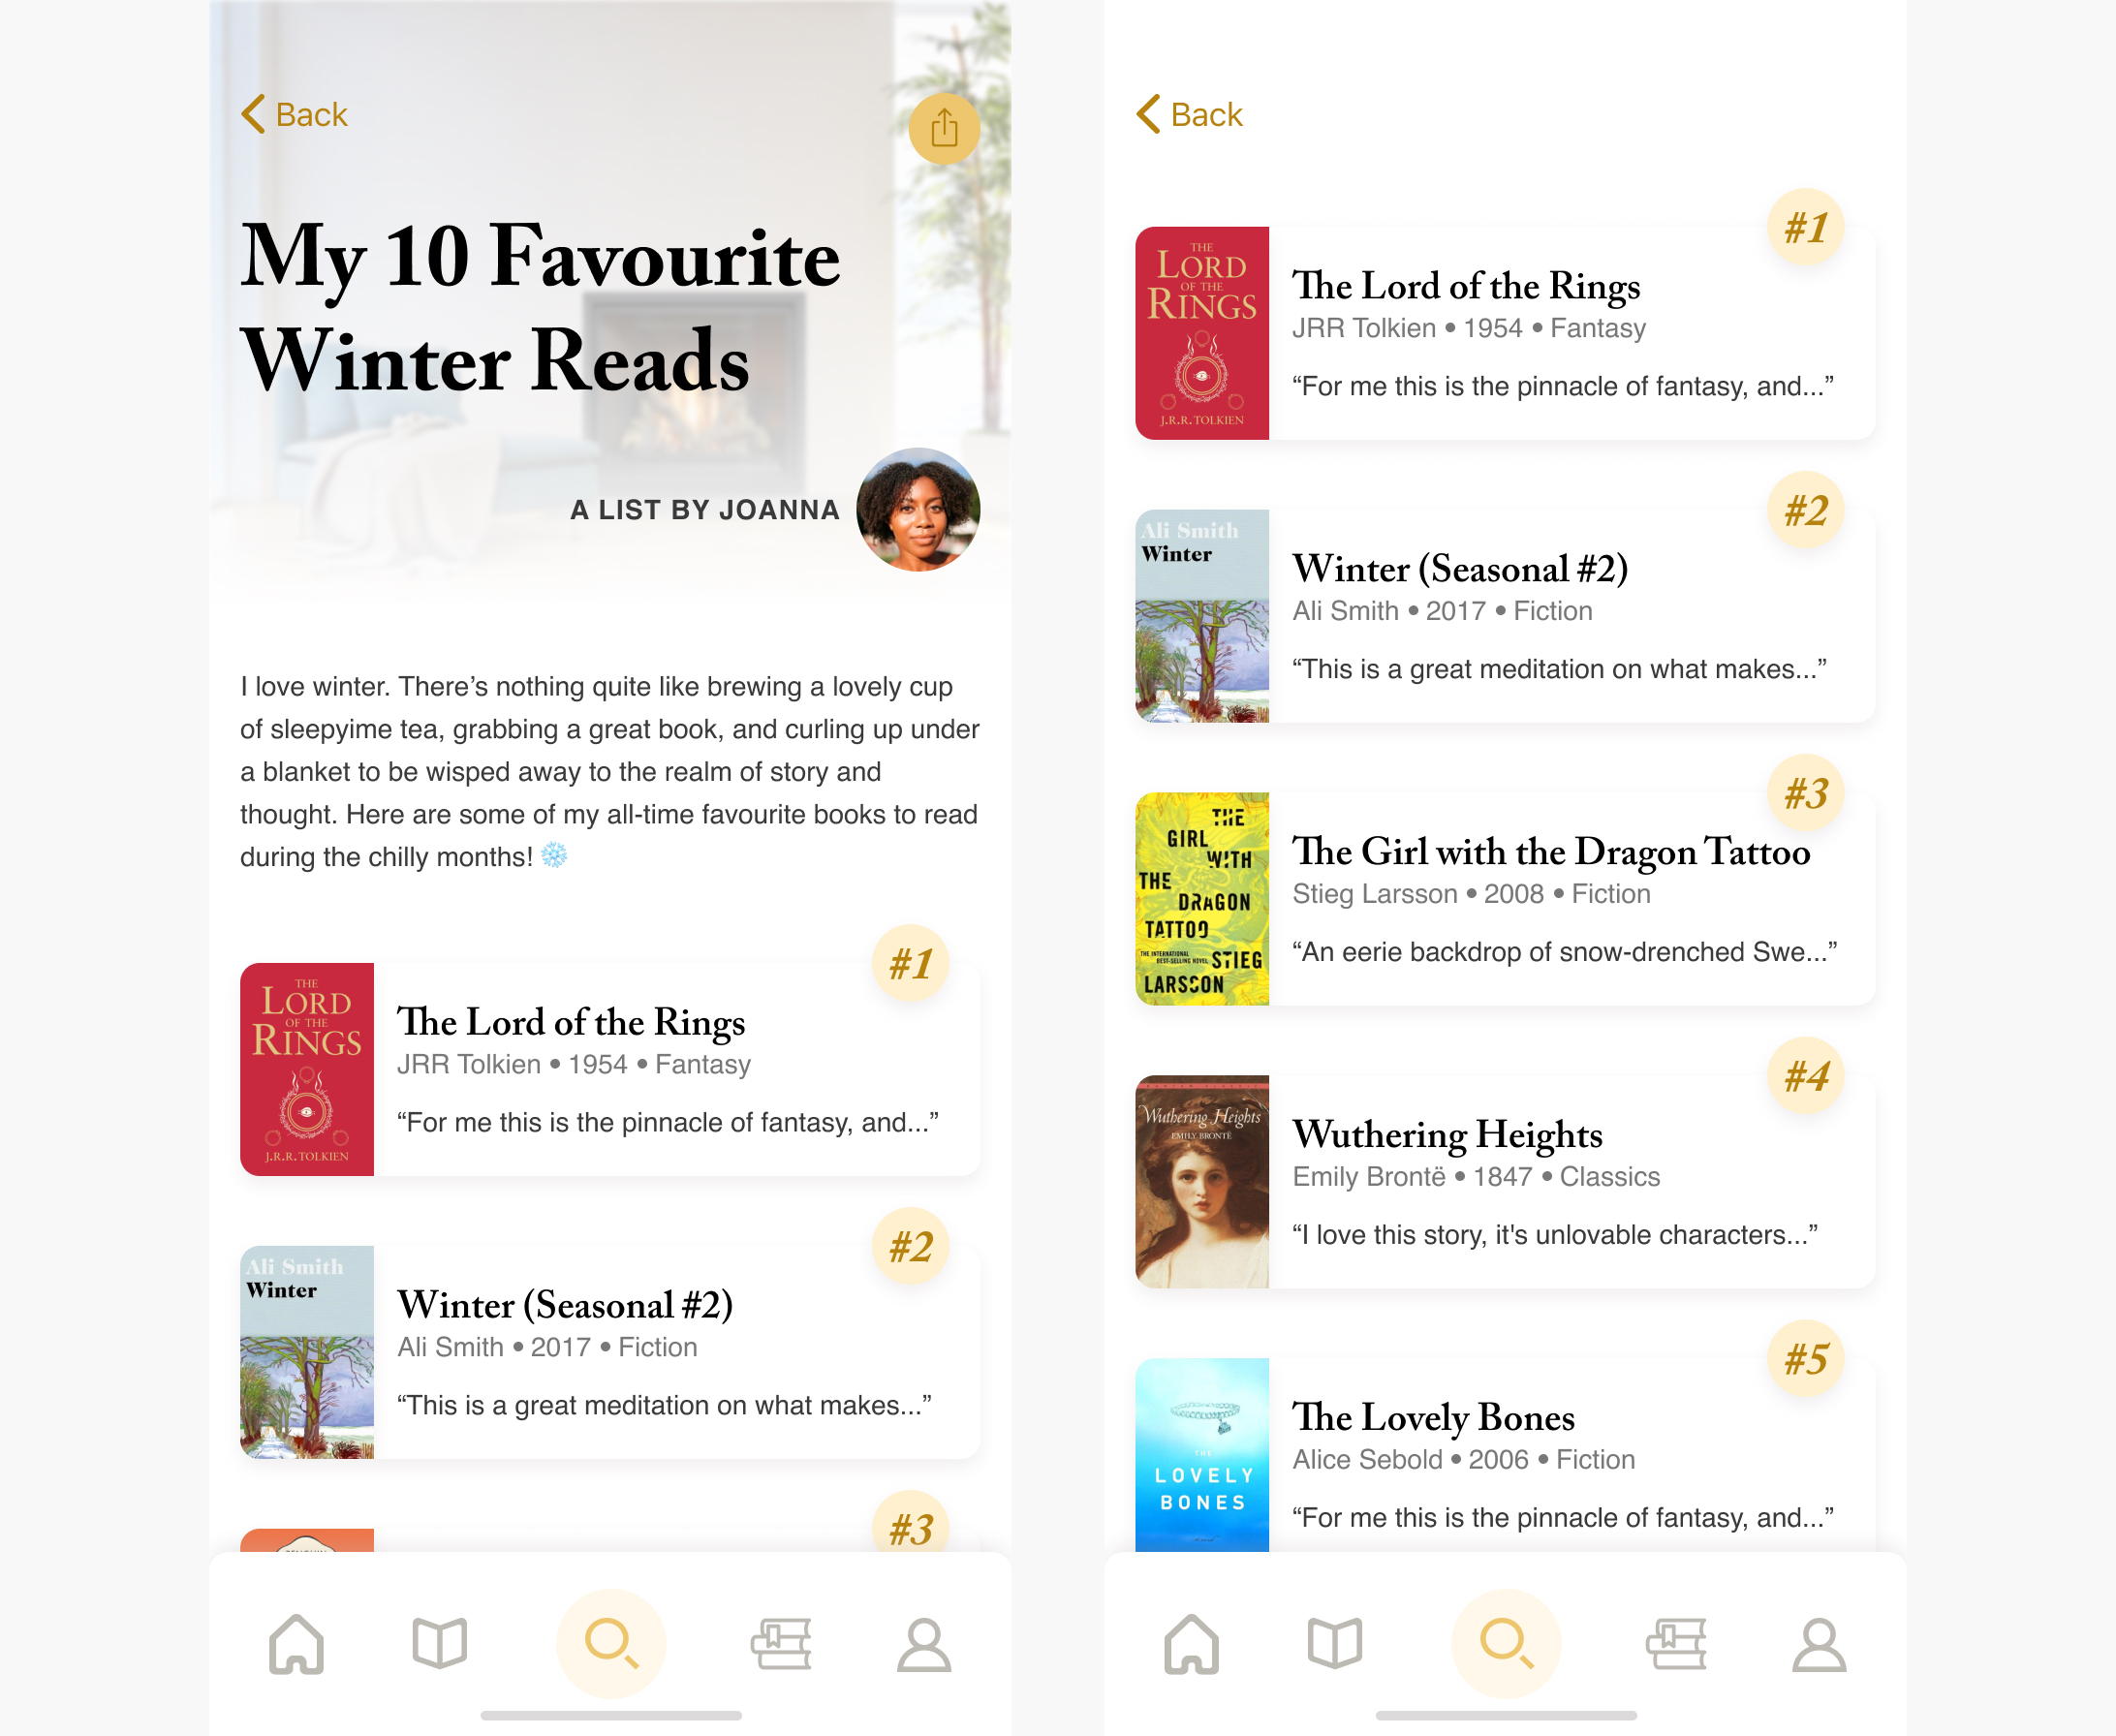 Back
My 10 Favourite
Winter Reads
A LIST BY JOANNA
I love winter. There’s nothing quite like brewing a lovely cup
of sleepyime tea, grabbing a great book, and curling up under
a blanket to be wisped away to the realm of story and
thought. Here are some of my all-time favourite books to read
during the chilly months! ❄️
#1
THE
LORD
OF THE
RINGS
J.R.R. TOLKIEN
The Lord of the Rings
JRR Tolkien • 1954 • Fantasy
“For me this is the pinnacle of fantasy, and...”
#2
Ali Smith
Winter
Winter (Seasonal #2)
Ali Smith • 2017 • Fiction
“This is a great meditation on what makes...”
#3
Back
#1
THE
LORD
OF THE
RINGS
J.R.R. TOLKIEN
The Lord of the Rings
JRR Tolkien • 1954 • Fantasy
“For me this is the pinnacle of fantasy, and...”
#2
Ali Smith
Winter
Winter (Seasonal #2)
Ali Smith • 2017 • Fiction
“This is a great meditation on what makes...”
#3
THE
GIRL
WITH
THE
DRAGON
TATTOO
THE INTERNATIONAL
BEST-SELLING NOVEL
STIEG
LARSSON
The Girl with the Dragon Tattoo
Stieg Larsson • 2008 • Fiction
“An eerie backdrop of snow-drenched Swe...”
#4
Wuthering Heights
EMILY BRONTË
Wuthering Heights
Emily Brontë • 1847 • Classics
“I love this story, it's unlovable characters...”
#5
THE
LOVELY
BONES
The Lovely Bones
Alice Sebold • 2006 • Fiction
“For me this is the pinnacle of fantasy, and...”